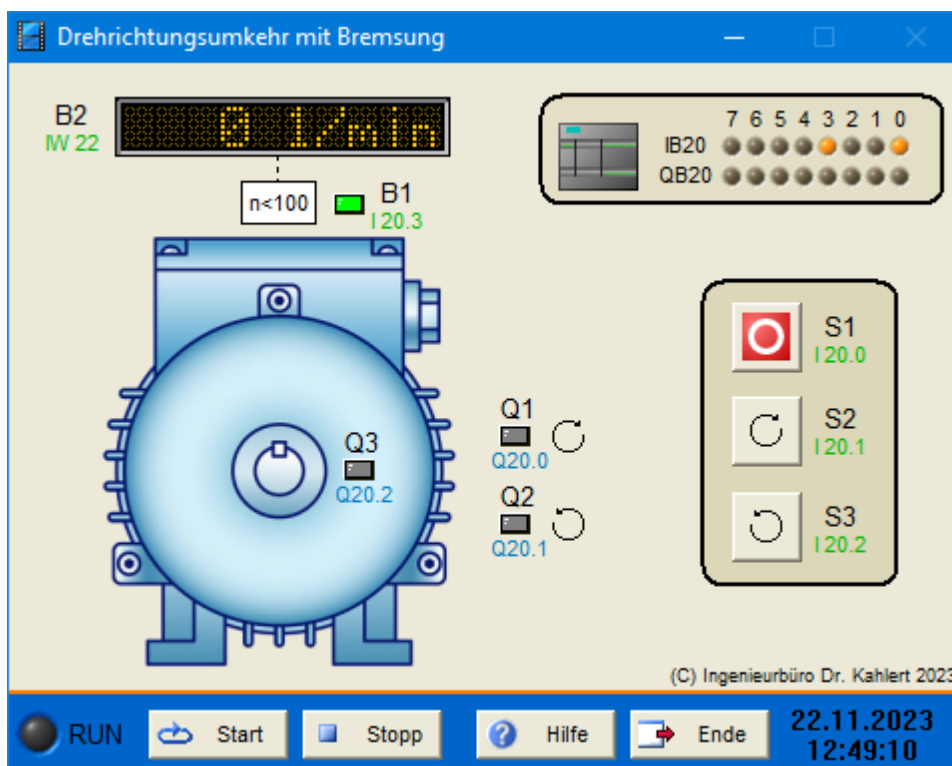 Drehrichtungsumkehr mit Bremsung
B2
IW 22
0 1/min
7 6 5 4 3 2 1 0
IB20
QB20
n<100
B1
I 20.3
S1
I 20.0
Q1
Q20.0
S2
I 20.1
Q3
Q20.2
Q2
Q20.1
S3
I 20.2
(C) Ingenieurbüro Dr. Kahlert 2023
RUN
Start
Stopp
Hilfe
Ende
22.11.2023
12:49:10